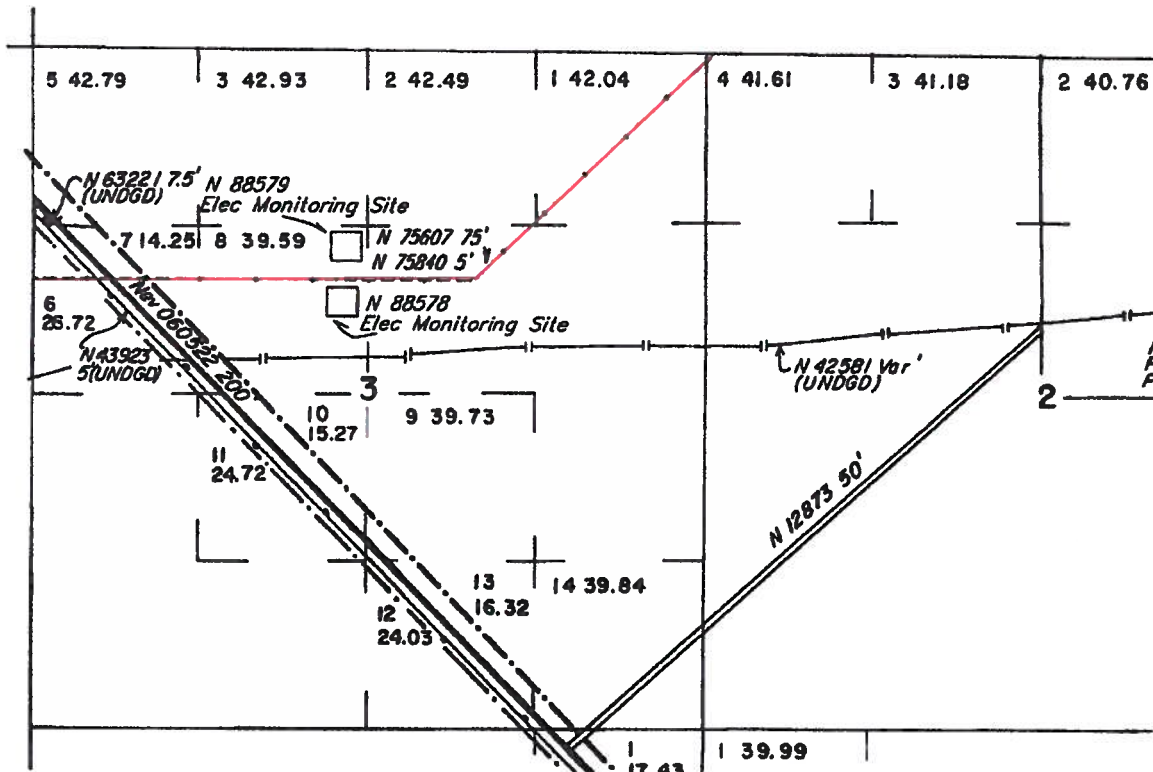 5 42.79
3 42.93
2 42.49
1 42.04
4 41.61
3 41.18
2 40.76
N 63221 7.5'
(UNDGD)
N 88579
Elec Monitoring Site
7 14.25
8 39.59
N 75607 75'
N 75840 5'
6
26.72
Nev 060522 200'
N 88578
Elec Monitoring Site
N 43923
5'(UNDGD)
N 42581 Var'
(UNDGD)
3
2
10
15.27
9 39.73
11
24.72
N 12873 50'
13
16.32
14 39.84
12
24.03
1
17.43
1 39.99